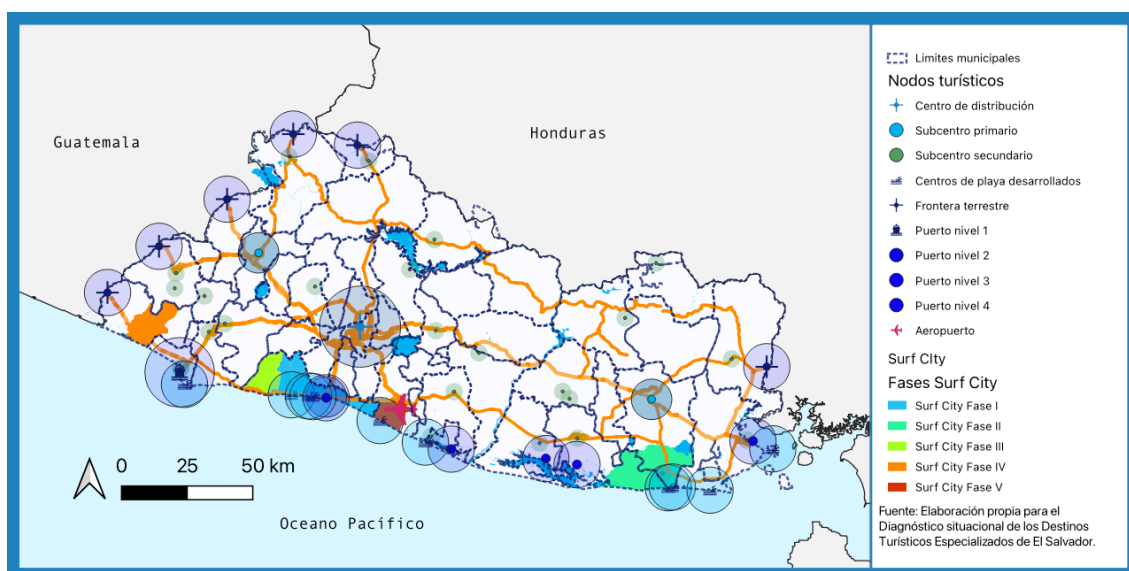 Guatemala
Honduras
Oceano Pacífico
0 25 50 km
Limites municipales
Nodos turísticos
Centro de distribución
Subcentro primario
Subcentro secundario
Centros de playa desarrollados
Frontera terrestre
Puerto nivel 1
Puerto nivel 2
Puerto nivel 3
Puerto nivel 4
Aeropuerto
Surf CIty
Fases Surf City
Surf City Fase I
Surf City Fase II
Surf City Fase III
Surf City Fase IV
Surf City Fase V
Fuente: Elaboración propia para el
Diagnóstico situacional de los Destinos
Turísticos Especializados de El Salvador.